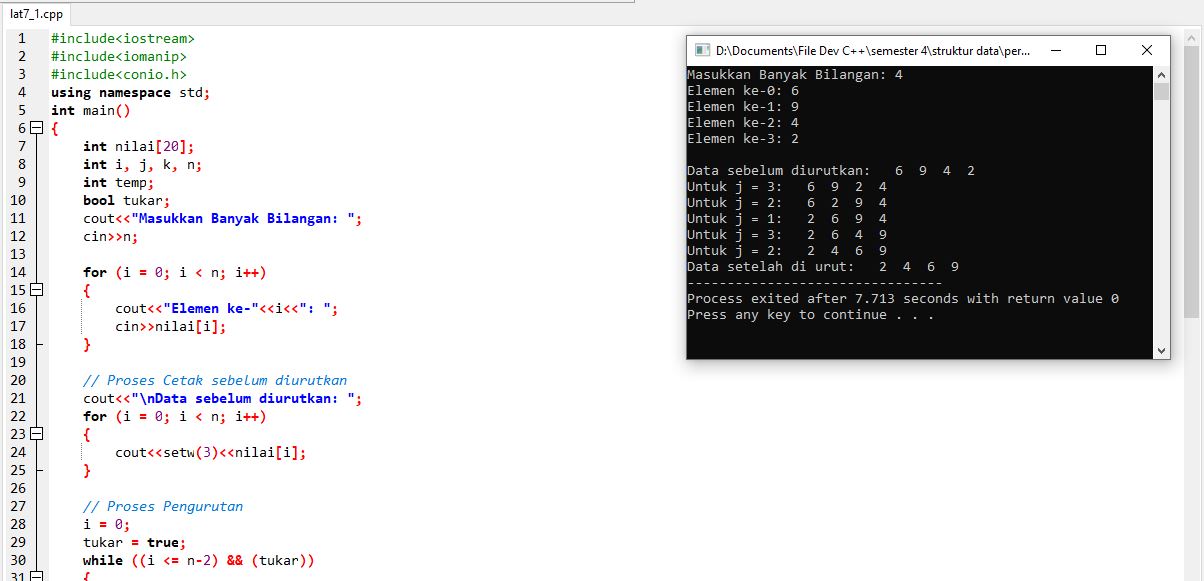 lat7_1.cpp
1 #include<iostream>
2 #include<iomanip>
3 #include<conio.h>
4 using namespace std;
5 int main()
6 {
7 int nilai[20];
8 int i, j, k, n;
9 int temp;
10 bool tukar;
11 cout<<"Masukkan Banyak Bilangan: ";
12 cin>>n;
13
14 for (i = 0; i < n; i++)
15 {
16 cout<<"Elemen ke-"<<i<<": ";
17 cin>>nilai[i];
18 }
19
20 // Proses Cetak sebelum diurutkan
21 cout<<"\nData sebelum diurutkan: ";
22 for (i = 0; i < n; i++)
23 {
24 cout<<setw(3)<<nilai[i];
25 }
26
27 // Proses Pengurutan
28 i = 0;
29 tukar = true;
30 while ((i <= n-2) && (tukar))
31 {
D:\Documents\File Dev C++\semester 4\struktur data\per...
Masukkan Banyak Bilangan: 4
Elemen ke-0: 6
Elemen ke-1: 9
Elemen ke-2: 4
Elemen ke-3: 2
Data sebelum diurutkan:   6  9  4  2
Untuk j = 3:   6  9  2  4
Untuk j = 2:   6  2  9  4
Untuk j = 1:   2  6  9  4
Untuk j = 3:   2  6  4  9
Untuk j = 2:   2  4  6  9
Data setelah di urut:   2  4  6  9
--------------------------------
Process exited after 7.713 seconds with return value 0
Press any key to continue . . .